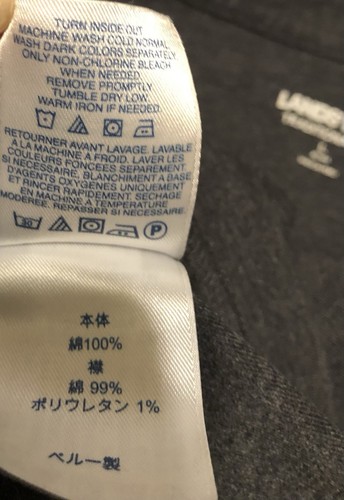 TURN INSIDE OUT
MACHINE WASH COLD NORMAL.
WASH DARK COLORS SEPARATELY.
ONLY NON-CHLORINE BLEACH
WHEN NEEDED.
REMOVE PROMPTLY
TUMBLE DRY LOW.
WARM IRON IF NEEDED.
RETOURNER AVANT LAVAGE. LAVABLE
A LA MACHINE A FROID. LAVER LES
COULEURS FONCEES SEPAREMENT.
SI NECESSAIRE. BLANCHIMENT A BASE
D'AGENTS OXYGENES UNIQUEMENT
ET RINCER RAPIDEMENT. SECHAGE
EN MACHINE A TEMPERATURE
MODEREE. REPASSER SI NECESSAIRE.
30 P
本体
綿100%
襟
綿 99%
ポリウレタン 1%
ペルー製